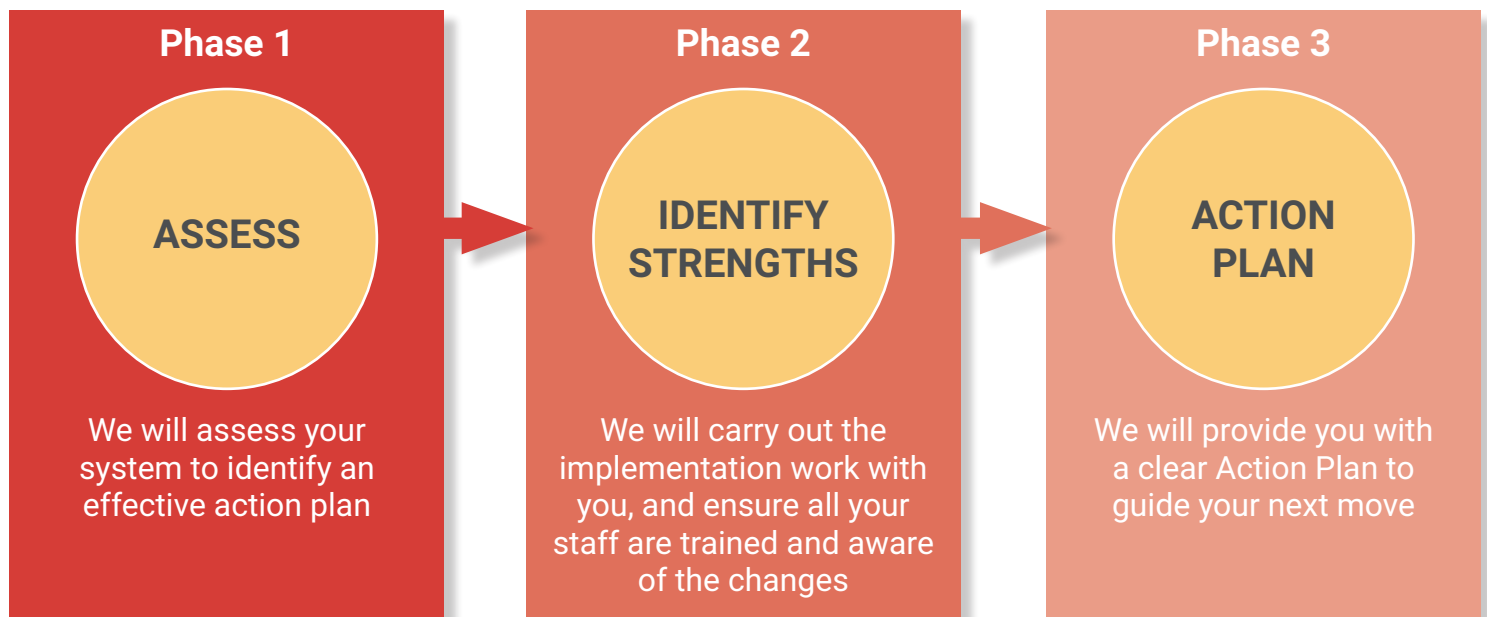 Phase 1
ASSESS
We will assess your
system to identify an
effective action plan
Phase 2
IDENTIFY
STRENGTHS
We will carry out the
implementation work with
you, and ensure all your
staff are trained and aware
of the changes
Phase 3
ACTION
PLAN
We will provide you with
a clear Action Plan to
guide your next move